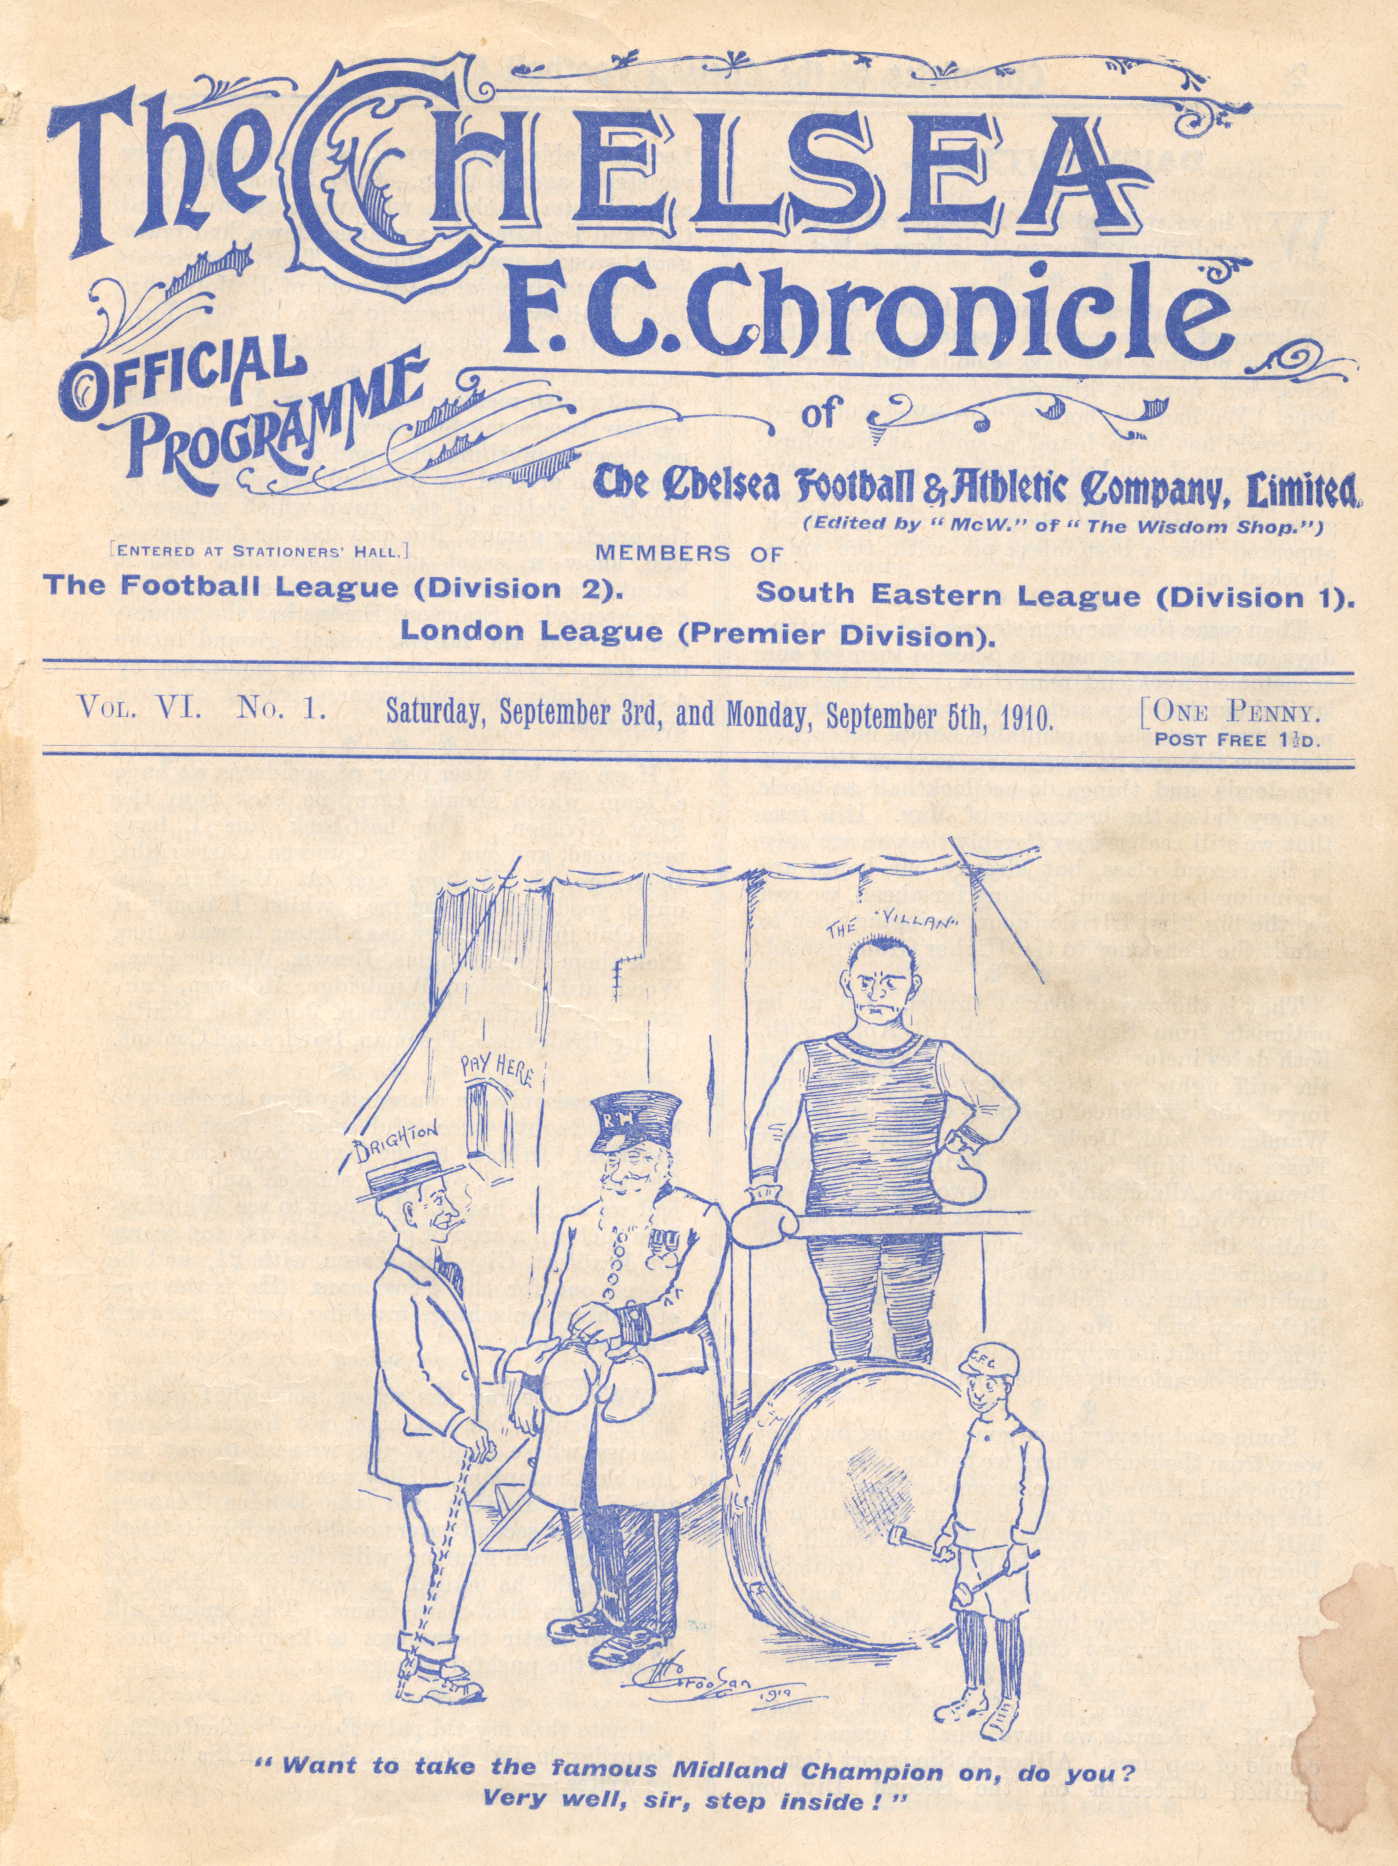 The CHELSEA
F.C. Chronicle
OFFICIAL
PROGRAMME
of
The Chelsea Football & Athletic Company, Limited.
(Edited by “McW.” of “The Wisdom Shop.”)
[ENTERED AT STATIONERS' HALL.]
MEMBERS OF
The Football League (Division 2). South Eastern League (Division 1).
London League (Premier Division).
VOL. VI. No. 1. Saturday, September 3rd, and Monday, September 5th, 1910. [ONE PENNY.
POST FREE 1½D.
THE "VILLAN"
PAY HERE
R H
BRIGHTON
C.F.C.
1910
“Want to take the famous Midland Champion on, do you?
Very well, sir, step inside!”